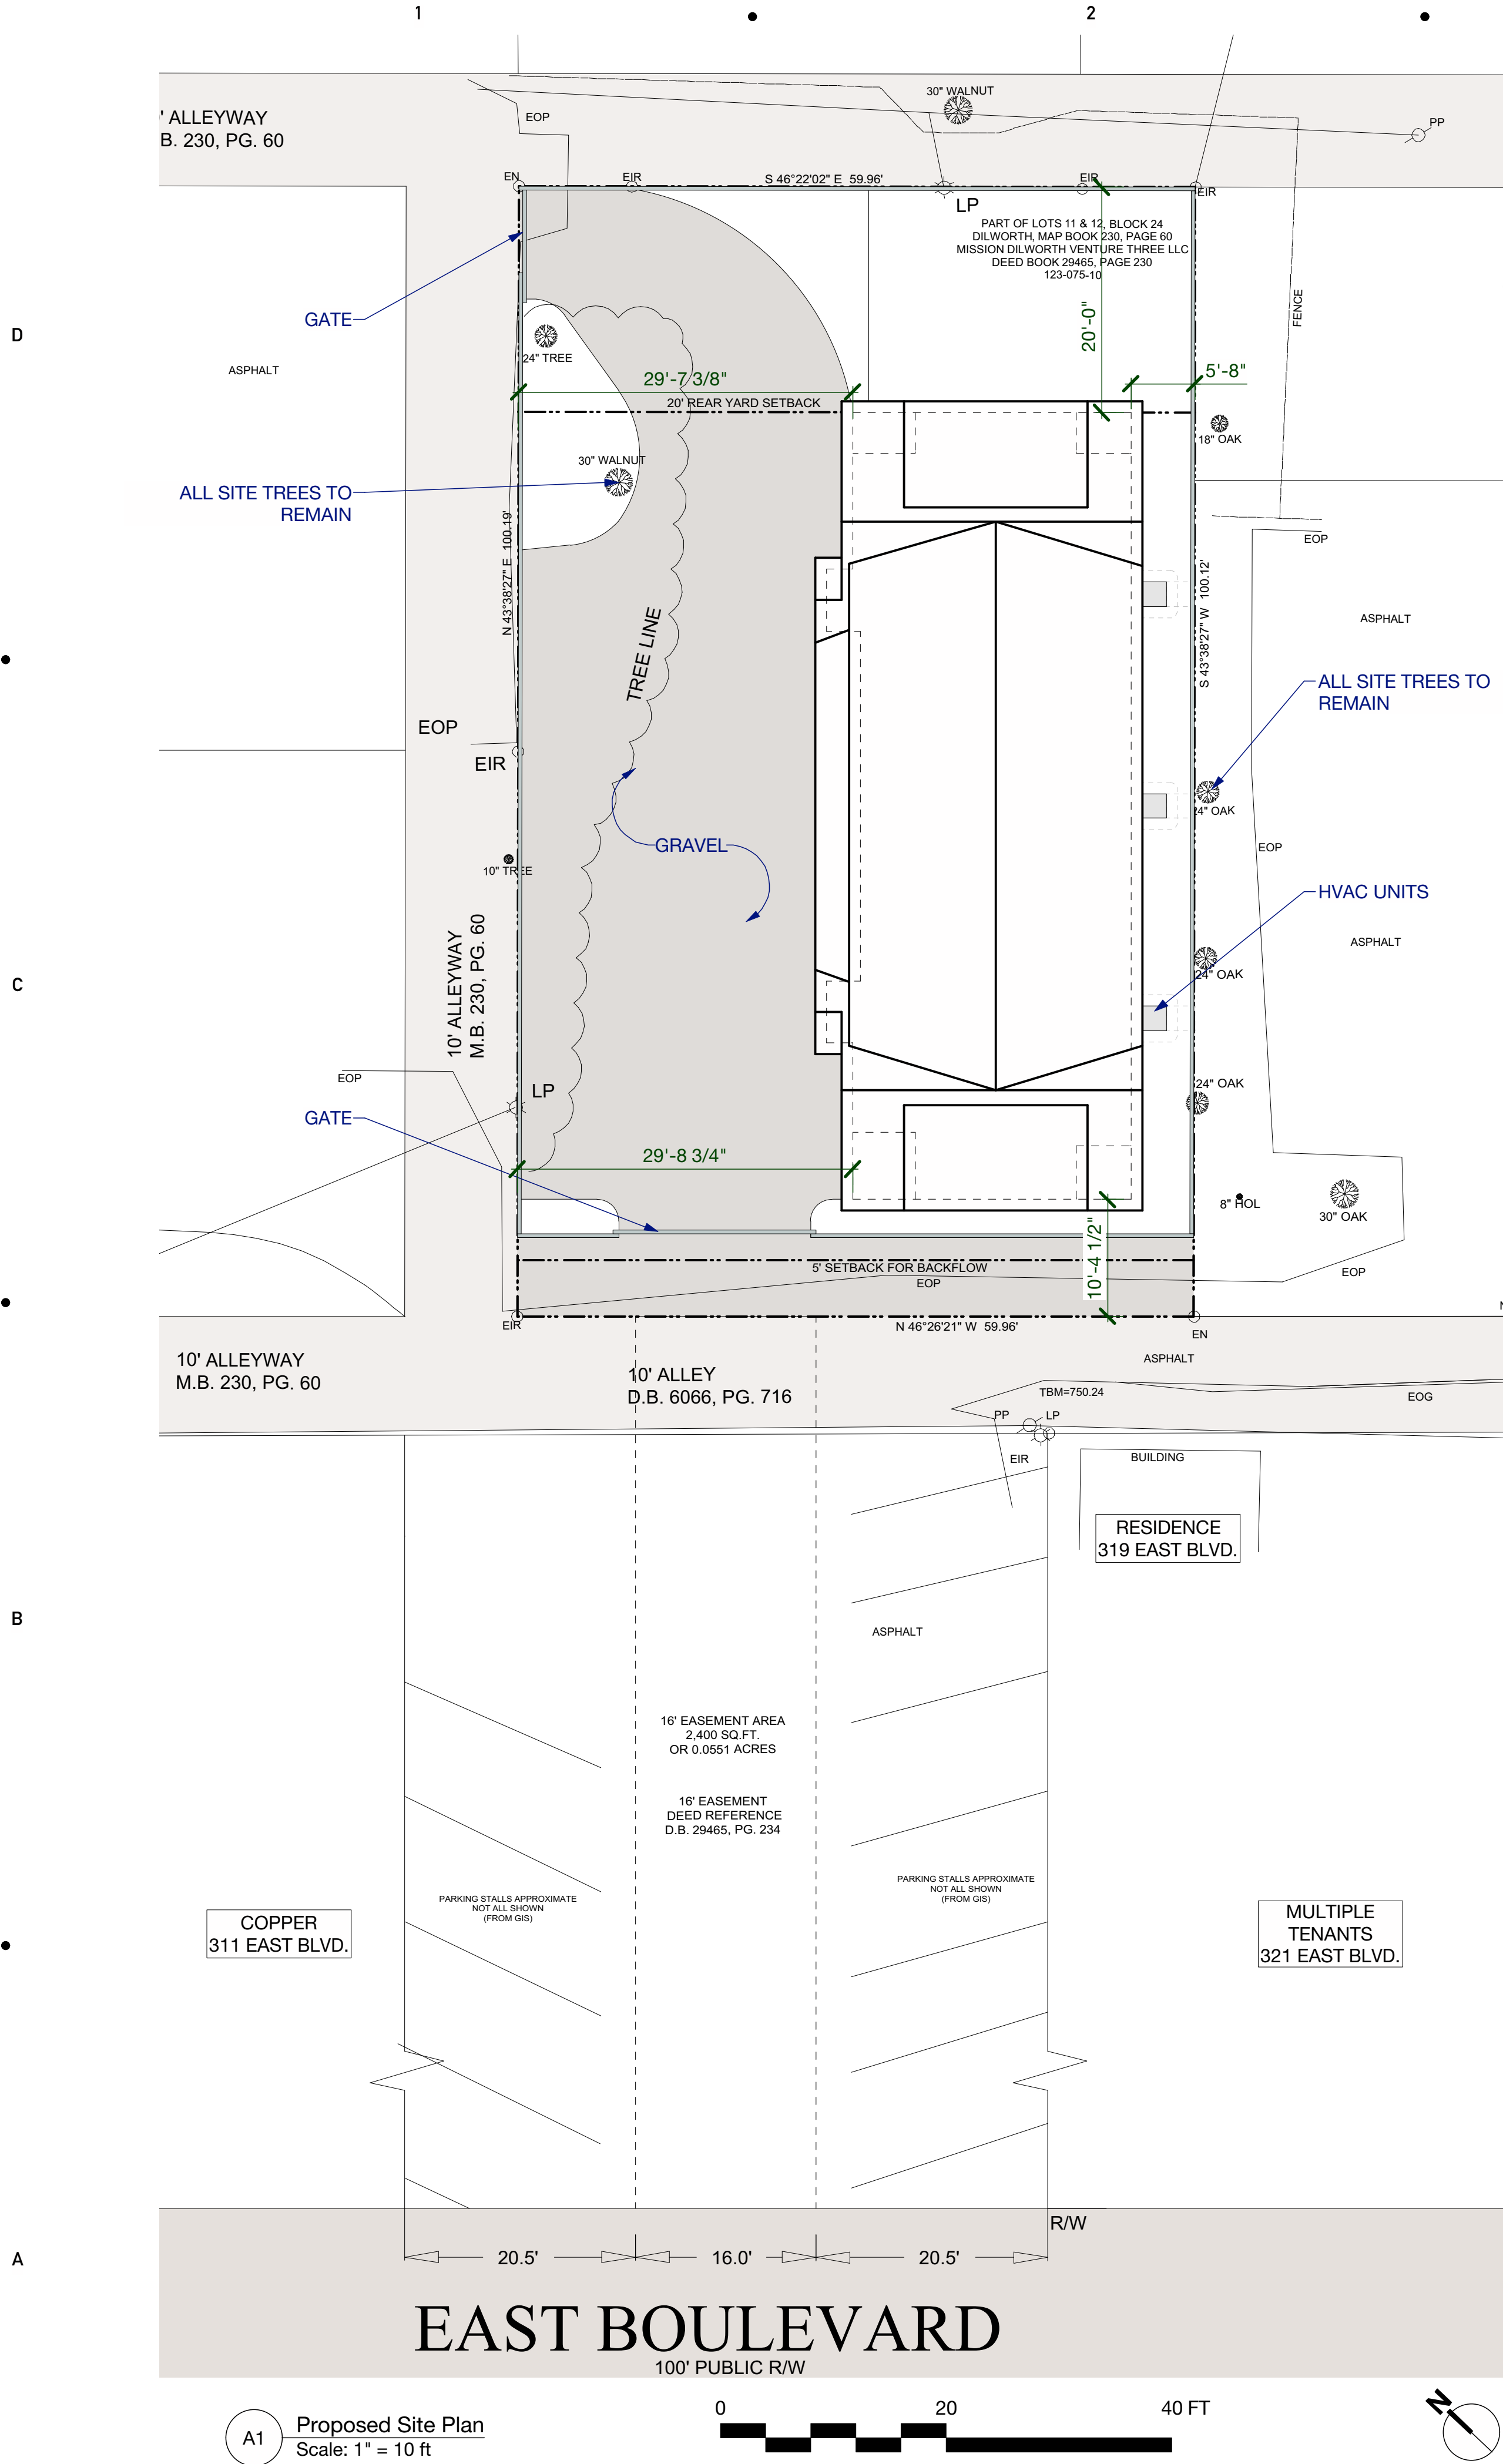 1
2
30" WALNUT
' ALLEYWAY
B. 230, PG. 60
EOP
PP
EN
EIR
S 46°22'02" E  59.96'
EIR
EIR
LP
PART OF LOTS 11 & 12, BLOCK 24
DILWORTH, MAP BOOK 230, PAGE 60
MISSION DILWORTH VENTURE THREE LLC
DEED BOOK 29465, PAGE 230
123-075-10
GATE
D
20'-0"
FENCE
24" TREE
ASPHALT
29'-7 3/8"
5'-8"
20' REAR YARD SETBACK
18" OAK
30" WALNUT
ALL SITE TREES TO
REMAIN
N 43°38'27" E  100.19'
EOP
S 43°38'27" W  100.12'
ASPHALT
TREE LINE
ALL SITE TREES TO
REMAIN
EOP
EIR
24" OAK
GRAVEL
EOP
10" TREE
HVAC UNITS
10' ALLEYWAY
M.B. 230, PG. 60
ASPHALT
24" OAK
C
EOP
LP
24" OAK
GATE
29'-8 3/4"
8" HOL
30" OAK
10'-4 1/2"
5' SETBACK FOR BACKFLOW
EOP
EOP
EIR
N 46°26'21" W  59.96'
EN
N
10' ALLEYWAY
M.B. 230, PG. 60
10' ALLEY
D.B. 6066, PG. 716
ASPHALT
TBM=750.24
EOG
PP
LP
EIR
BUILDING
RESIDENCE
319 EAST BLVD.
B
ASPHALT
16' EASEMENT AREA
2,400 SQ.FT.
OR 0.0551 ACRES
16' EASEMENT
DEED REFERENCE
D.B. 29465, PG. 234
PARKING STALLS APPROXIMATE
NOT ALL SHOWN
(FROM GIS)
PARKING STALLS APPROXIMATE
NOT ALL SHOWN
(FROM GIS)
COPPER
311 EAST BLVD.
MULTIPLE
TENANTS
321 EAST BLVD.
R/W
A
20.5'
16.0'
20.5'
EAST BOULEVARD
100' PUBLIC R/W
A1
Proposed Site Plan
Scale: 1" = 10 ft
0
20
40 FT
N